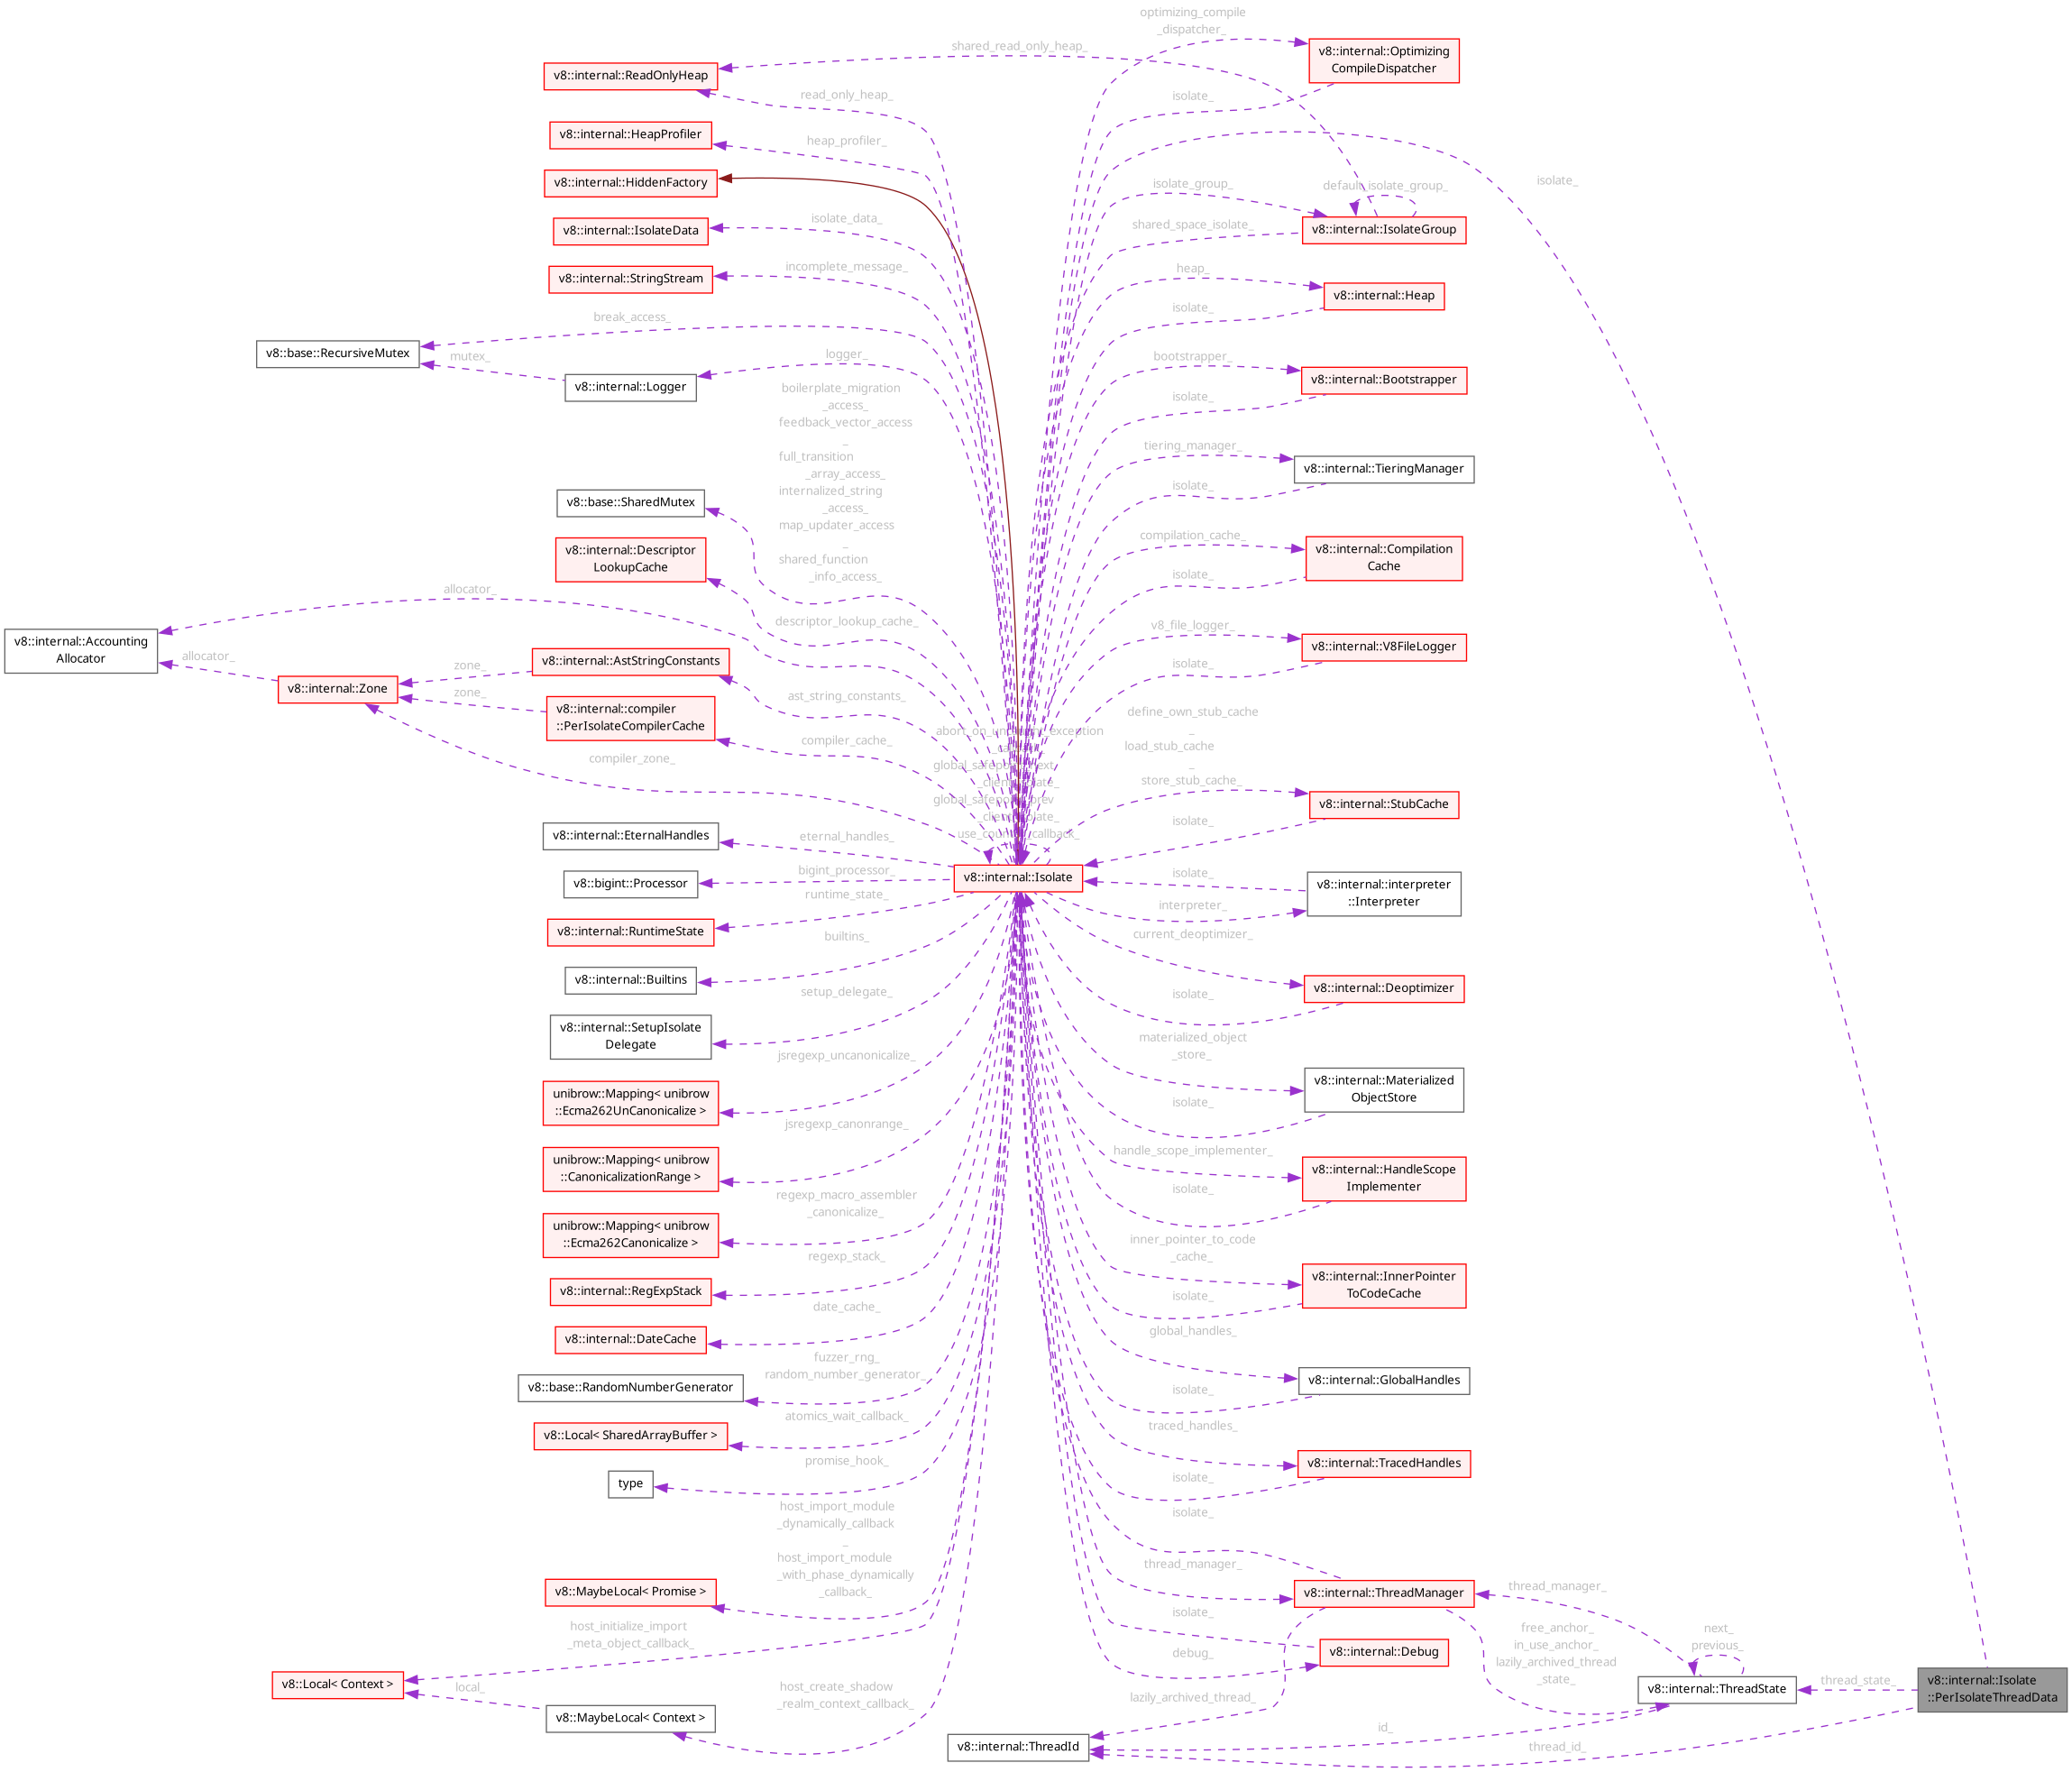 optimizing_compile
_dispatcher_
shared_read_only_heap_
v8::internal::Optimizing
CompileDispatcher
v8::internal::ReadOnlyHeap
read_only_heap_
isolate_
v8::internal::HeapProfiler
heap_profiler_
v8::internal::HiddenFactory
isolate_group_
default_isolate_group_
isolate_
v8::internal::IsolateData
isolate_data_
shared_space_isolate_
v8::internal::IsolateGroup
v8::internal::StringStream
incomplete_message_
heap_
v8::internal::Heap
isolate_
break_access_
v8::base::RecursiveMutex
mutex_
logger_
bootstrapper_
v8::internal::Logger
v8::internal::Bootstrapper
isolate_
boilerplate_migration
_access_
feedback_vector_access
_
full_transition
_array_access_
internalized_string
_access_
map_updater_access
_
shared_function
_info_access_
tiering_manager_
v8::internal::TieringManager
isolate_
v8::base::SharedMutex
compilation_cache_
v8::internal::Compilation
Cache
isolate_
v8::internal::Descriptor
LookupCache
descriptor_lookup_cache_
allocator_
v8::internal::Accounting
Allocator
allocator_
v8_file_logger_
v8::internal::V8FileLogger
isolate_
v8::internal::AstStringConstants
zone_
v8::internal::Zone
zone_
ast_string_constants_
v8::internal::compiler
::PerIsolateCompilerCache
compiler_cache_
compiler_zone_
define_own_stub_cache
_
load_stub_cache
_
store_stub_cache_
v8::internal::StubCache
isolate_
v8::internal::EternalHandles
eternal_handles_
v8::internal::Isolate
v8::bigint::Processor
bigint_processor_
isolate_
v8::internal::interpreter
::Interpreter
interpreter_
v8::internal::RuntimeState
runtime_state_
current_deoptimizer_
v8::internal::Builtins
builtins_
v8::internal::Deoptimizer
isolate_
v8::internal::SetupIsolate
Delegate
setup_delegate_
materialized_object
_store_
v8::internal::Materialized
ObjectStore
isolate_
unibrow::Mapping< unibrow
::Ecma262UnCanonicalize >
jsregexp_uncanonicalize_
unibrow::Mapping< unibrow
::CanonicalizationRange >
jsregexp_canonrange_
handle_scope_implementer_
v8::internal::HandleScope
Implementer
isolate_
unibrow::Mapping< unibrow
::Ecma262Canonicalize >
regexp_macro_assembler
_canonicalize_
inner_pointer_to_code
_cache_
v8::internal::InnerPointer
ToCodeCache
isolate_
v8::internal::RegExpStack
regexp_stack_
v8::internal::DateCache
date_cache_
global_handles_
v8::internal::GlobalHandles
isolate_
v8::base::RandomNumberGenerator
fuzzer_rng_
random_number_generator_
v8::Local< SharedArrayBuffer >
atomics_wait_callback_
traced_handles_
v8::internal::TracedHandles
isolate_
type
promise_hook_
isolate_
host_import_module
_dynamically_callback
_
host_import_module
_with_phase_dynamically
_callback_
v8::MaybeLocal< Promise >
thread_manager_
v8::internal::ThreadManager
thread_manager_
isolate_
host_initialize_import
_meta_object_callback_
v8::Local< Context >
local_
debug_
v8::internal::Debug
free_anchor_
in_use_anchor_
lazily_archived_thread
_state_
next_
previous_
v8::internal::ThreadState
thread_state_
v8::internal::Isolate
::PerIsolateThreadData
v8::MaybeLocal< Context >
host_create_shadow
_realm_context_callback_
lazily_archived_thread_
v8::internal::ThreadId
id_
thread_id_